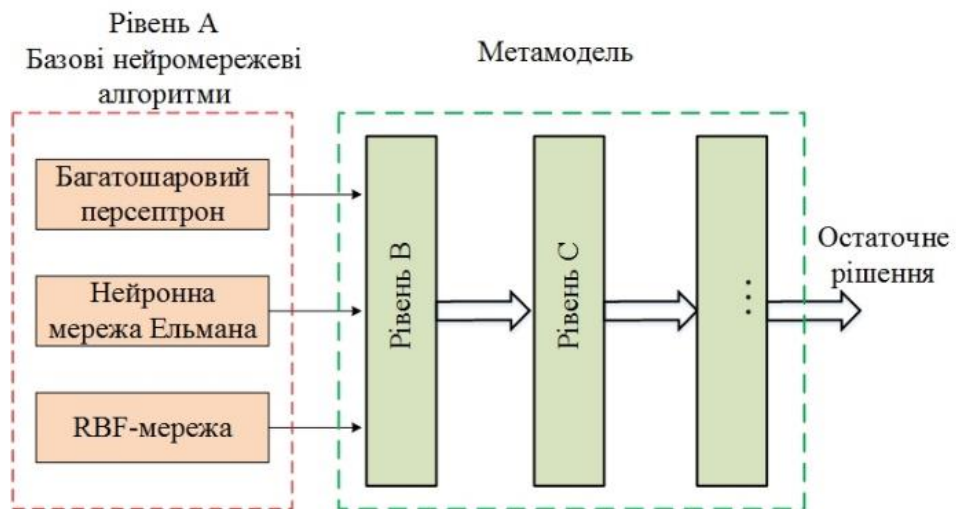 Рівень А
Базові нейромережеві
алгоритми
Метамодель
Багатошаровий
персептрон
Нейронна
мережа Ельмана
RBF-мережа
Рівень В
Рівень С
...
Остаточне
рішення